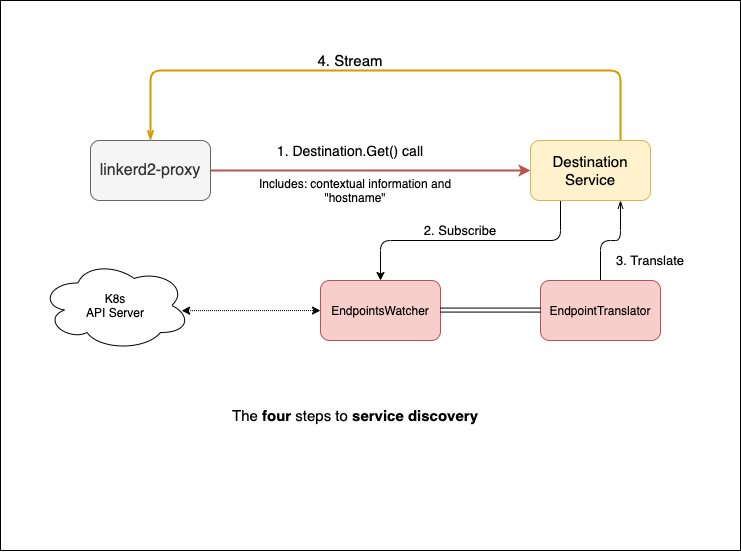 4. Stream
linkerd2-proxy
1. Destination.Get() call
Includes: contextual information and
"hostname"
Destination
Service
2. Subscribe
3. Translate
K8s
API Server
EndpointsWatcher
EndpointTranslator
The four steps to service discovery